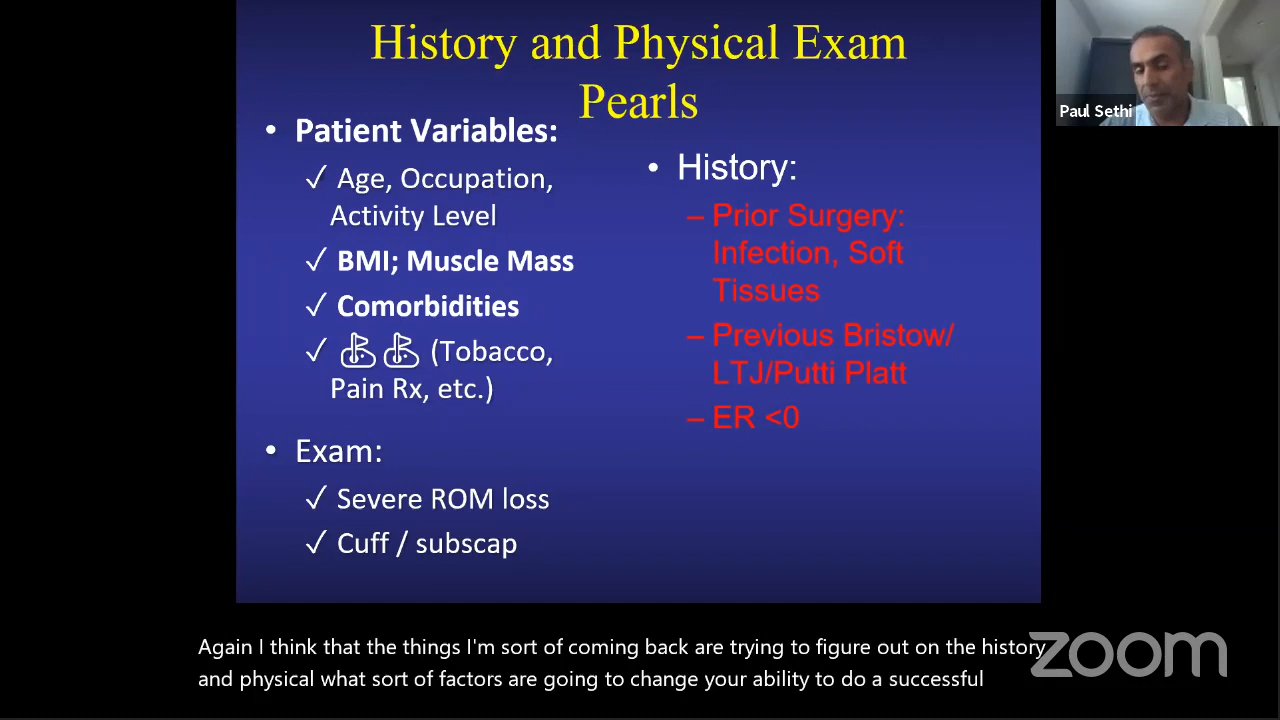 History and Physical Exam
Pearls
• Patient Variables:
✓ Age, Occupation,
Activity Level
✓ BMI; Muscle Mass
✓ Comorbidities
✓ ⛳⛳ (Tobacco,
Pain Rx, etc.)
• Exam:
✓ Severe ROM loss
✓ Cuff / subscap
• History:
– Prior Surgery:
Infection, Soft
Tissues
– Previous Bristow/
LTJ/Putti Platt
– ER <0
Paul Sethi
Again I think that the things I'm sort of coming back are trying to figure out on the history
and physical what sort of factors are going to change your ability to do a successful
zoom